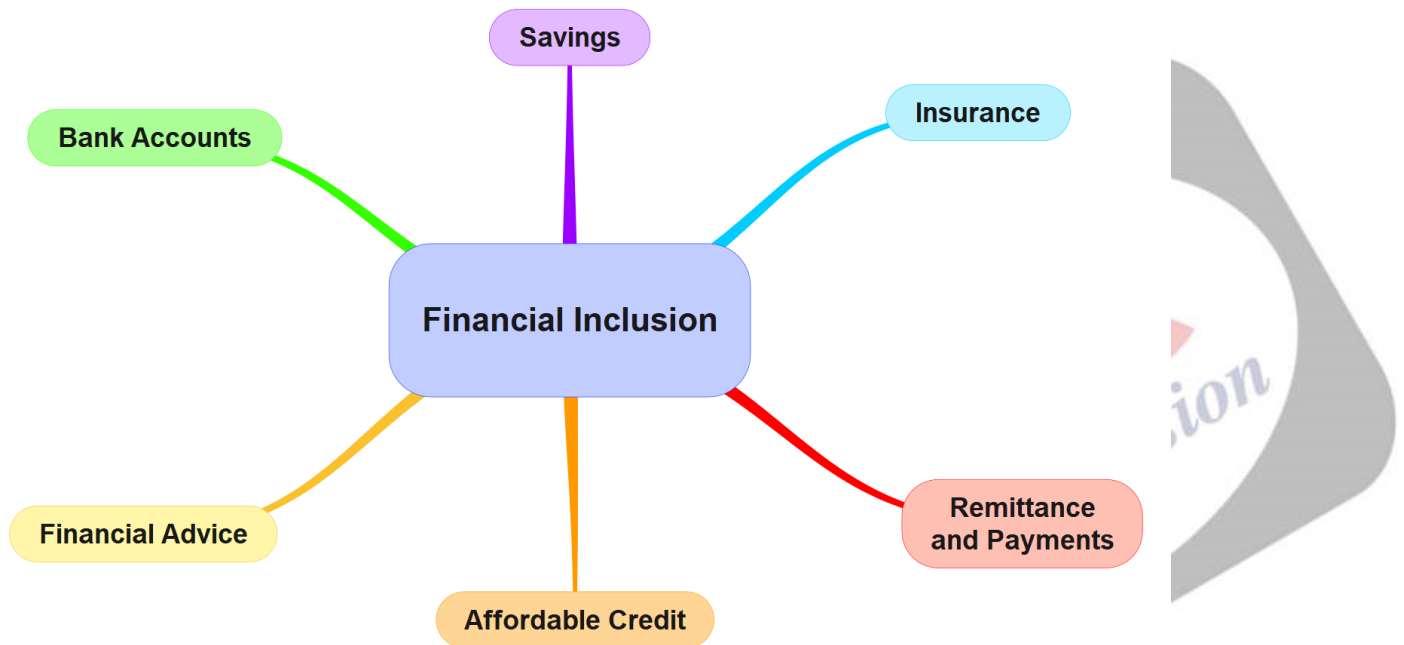 Savings
Insurance
Bank Accounts
Financial Inclusion
Remittance
and Payments
Financial Advice
Affordable Credit